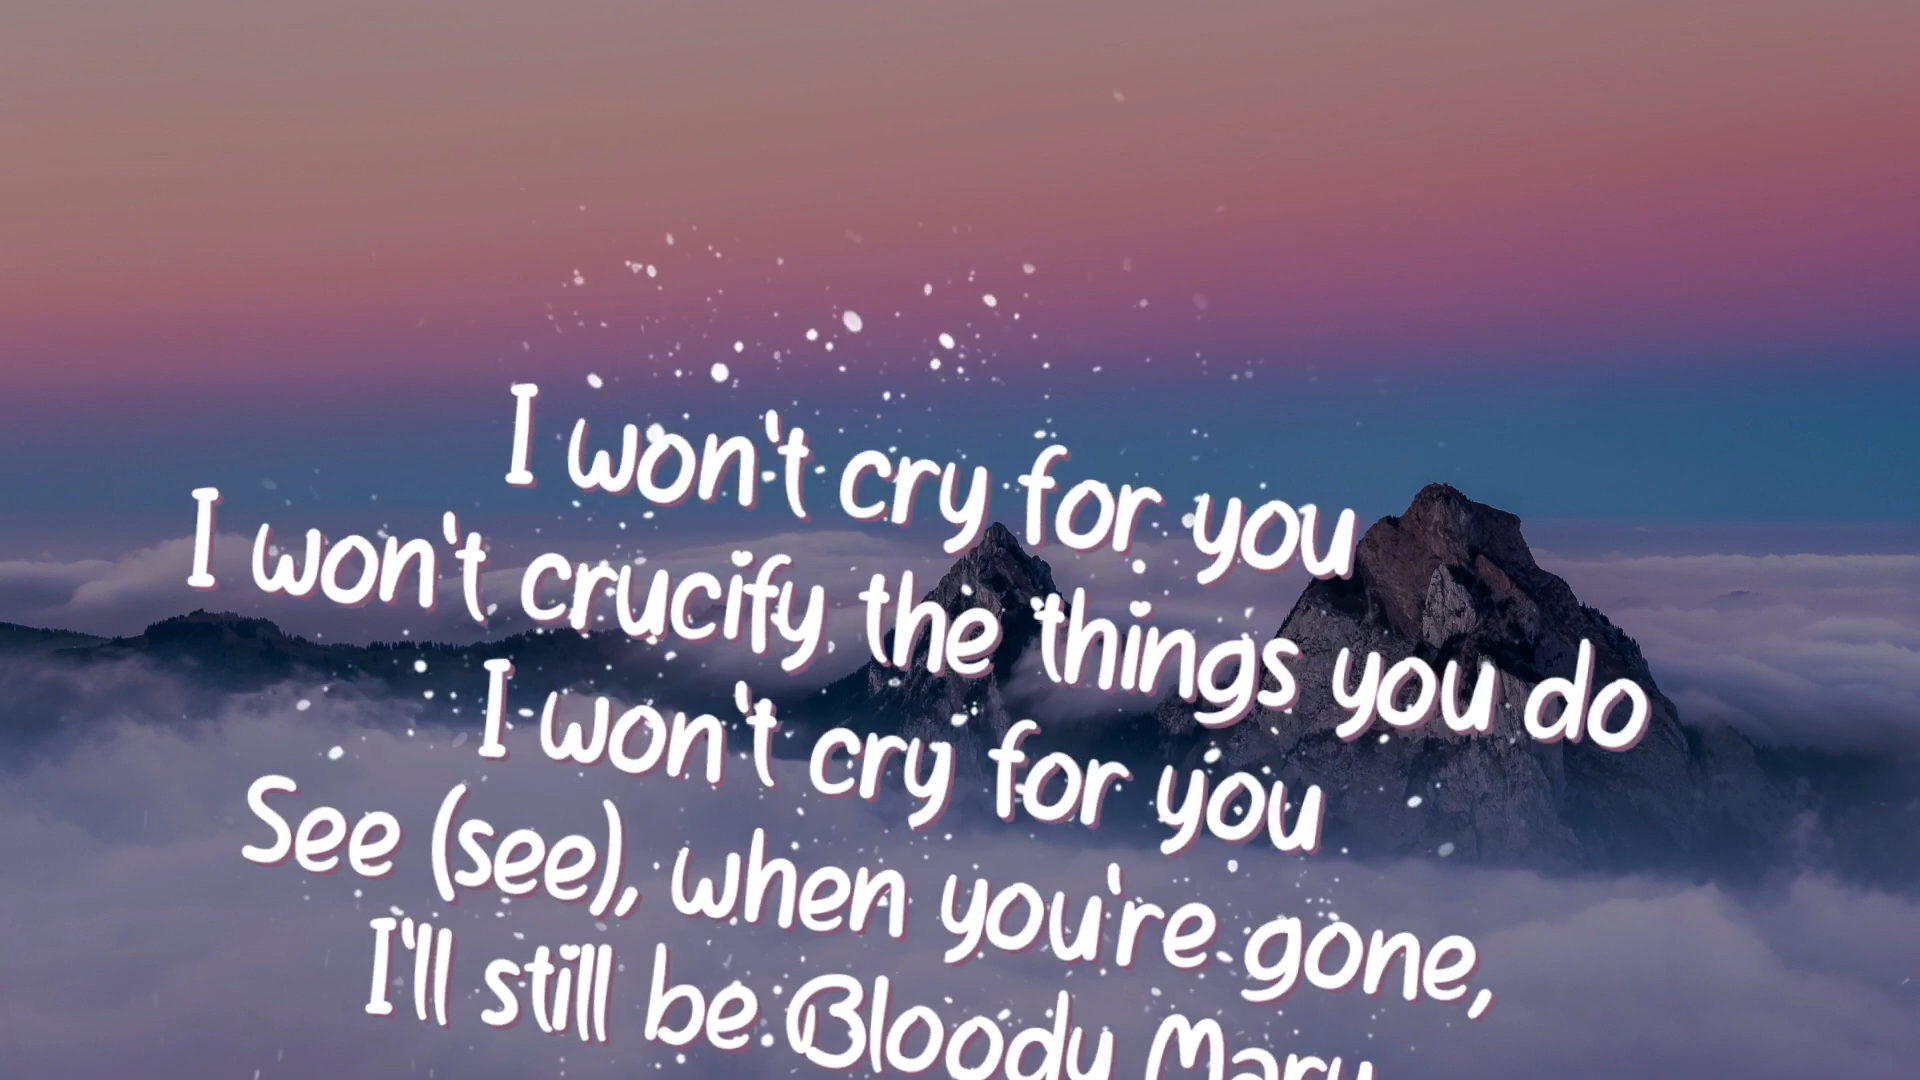 I won't cry for you
I won't crucify the things you do
I won't cry for you
See (see), when you're gone,
I'll still be Bloody Mary